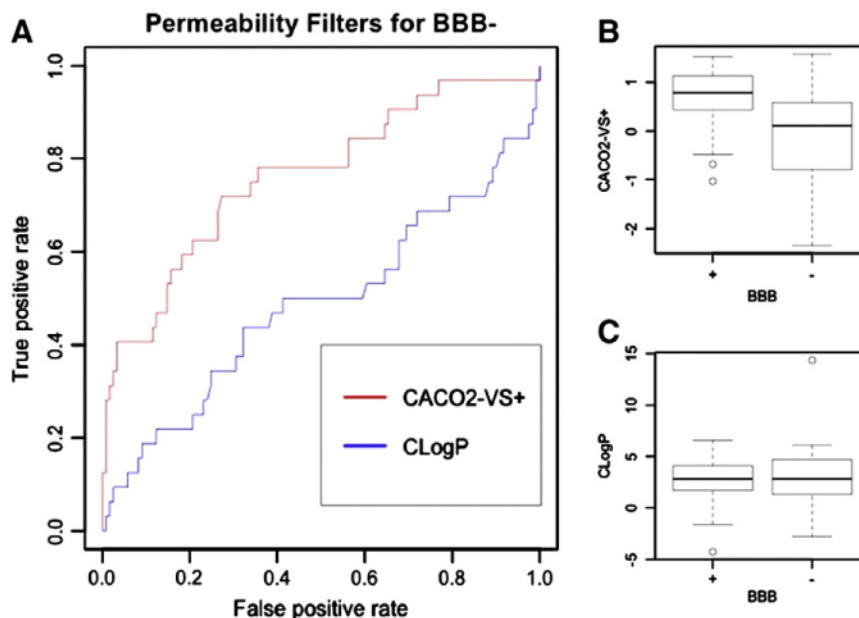 A
Permeability Filters for BBB-
True positive rate
1.0
0.8
0.6
0.4
0.2
0.0
CACO2-VS+
CLogP
0.0 0.2 0.4 0.6 0.8 1.0
False positive rate
B
CACO2-VS+
1
0
-1
-2
+ -
BBB
C
CLogP
15
10
5
0
-5
+ -
BBB